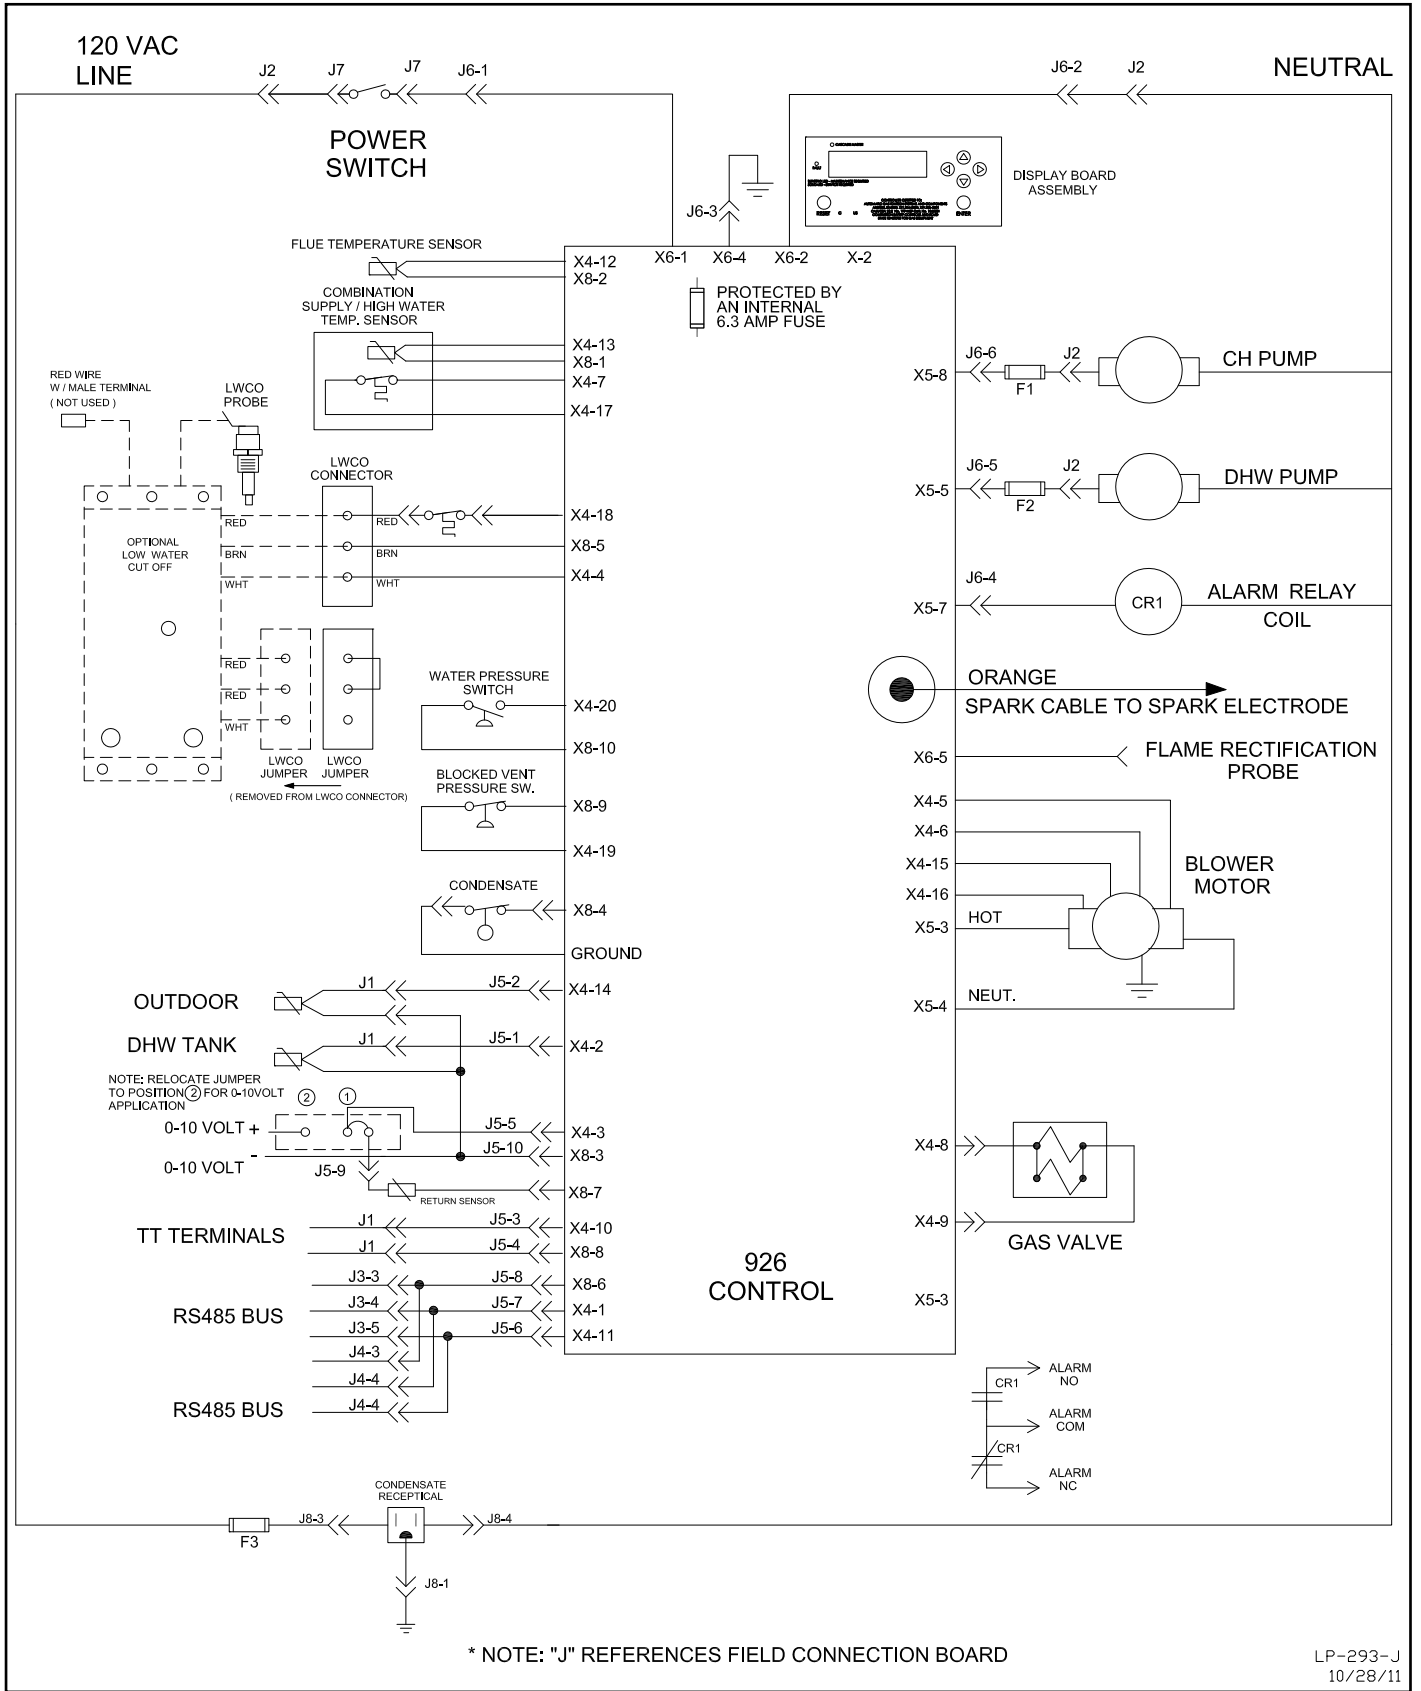 120 VAC
LINE
J2
J7
J7
J6-1
J6-2
J2
NEUTRAL
POWER
SWITCH
J6-3
RESET
ENTER
DISPLAY BOARD
ASSEMBLY
X6-1
X6-4
X6-2
X-2
PROTECTED BY
AN INTERNAL
6.3 AMP FUSE
FLUE TEMPERATURE SENSOR
X4-12
X8-2
COMBINATION
SUPPLY / HIGH WATER
TEMP. SENSOR
X4-13
X8-1
X4-7
X4-17
RED WIRE
W / MALE TERMINAL
( NOT USED )
LWCO
PROBE
LWCO
CONNECTOR
OPTIONAL
LOW WATER
CUT OFF
RED
BRN
WHT
RED
BRN
WHT
X4-18
X8-5
X4-4
RED
RED
WHT
LWCO
JUMPER
LWCO
JUMPER
( REMOVED FROM LWCO CONNECTOR)
WATER PRESSURE
SWITCH
X4-20
X8-10
BLOCKED VENT
PRESSURE SW.
X8-9
X4-19
CONDENSATE
X8-4
GROUND
OUTDOOR
J1
J5-2
X4-14
DHW TANK
J1
J5-1
X4-2
NOTE: RELOCATE JUMPER
TO POSITION 2 FOR 0-10VOLT
APPLICATION
2
1
0-10 VOLT +
J5-5
X4-3
0-10 VOLT -
J5-10
X8-3
J5-9
RETURN SENSOR
X8-7
TT TERMINALS
J1
J5-3
X4-10
J1
J5-4
X8-8
RS485 BUS
J3-3
J5-8
X8-6
J3-4
J5-7
X4-1
J3-5
J5-6
X4-11
RS485 BUS
J4-3
J4-4
J4-4
926
CONTROL
X5-8
J6-6
F1
J2
CH PUMP
X5-5
J6-5
F2
J2
DHW PUMP
X5-7
J6-4
CR1
ALARM RELAY
COIL
ORANGE
SPARK CABLE TO SPARK ELECTRODE
X6-5
FLAME RECTIFICATION
PROBE
X4-5
X4-6
X4-15
X4-16
X5-3
HOT
BLOWER
MOTOR
X5-4
NEUT.
X4-8
X4-9
GAS VALVE
X5-3
CR1
ALARM
NO
ALARM
COM
CR1
ALARM
NC
CONDENSATE
RECEPTICAL
F3
J8-3
J8-4
J8-1
* NOTE: "J" REFERENCES FIELD CONNECTION BOARD
LP-293-J
10/28/11